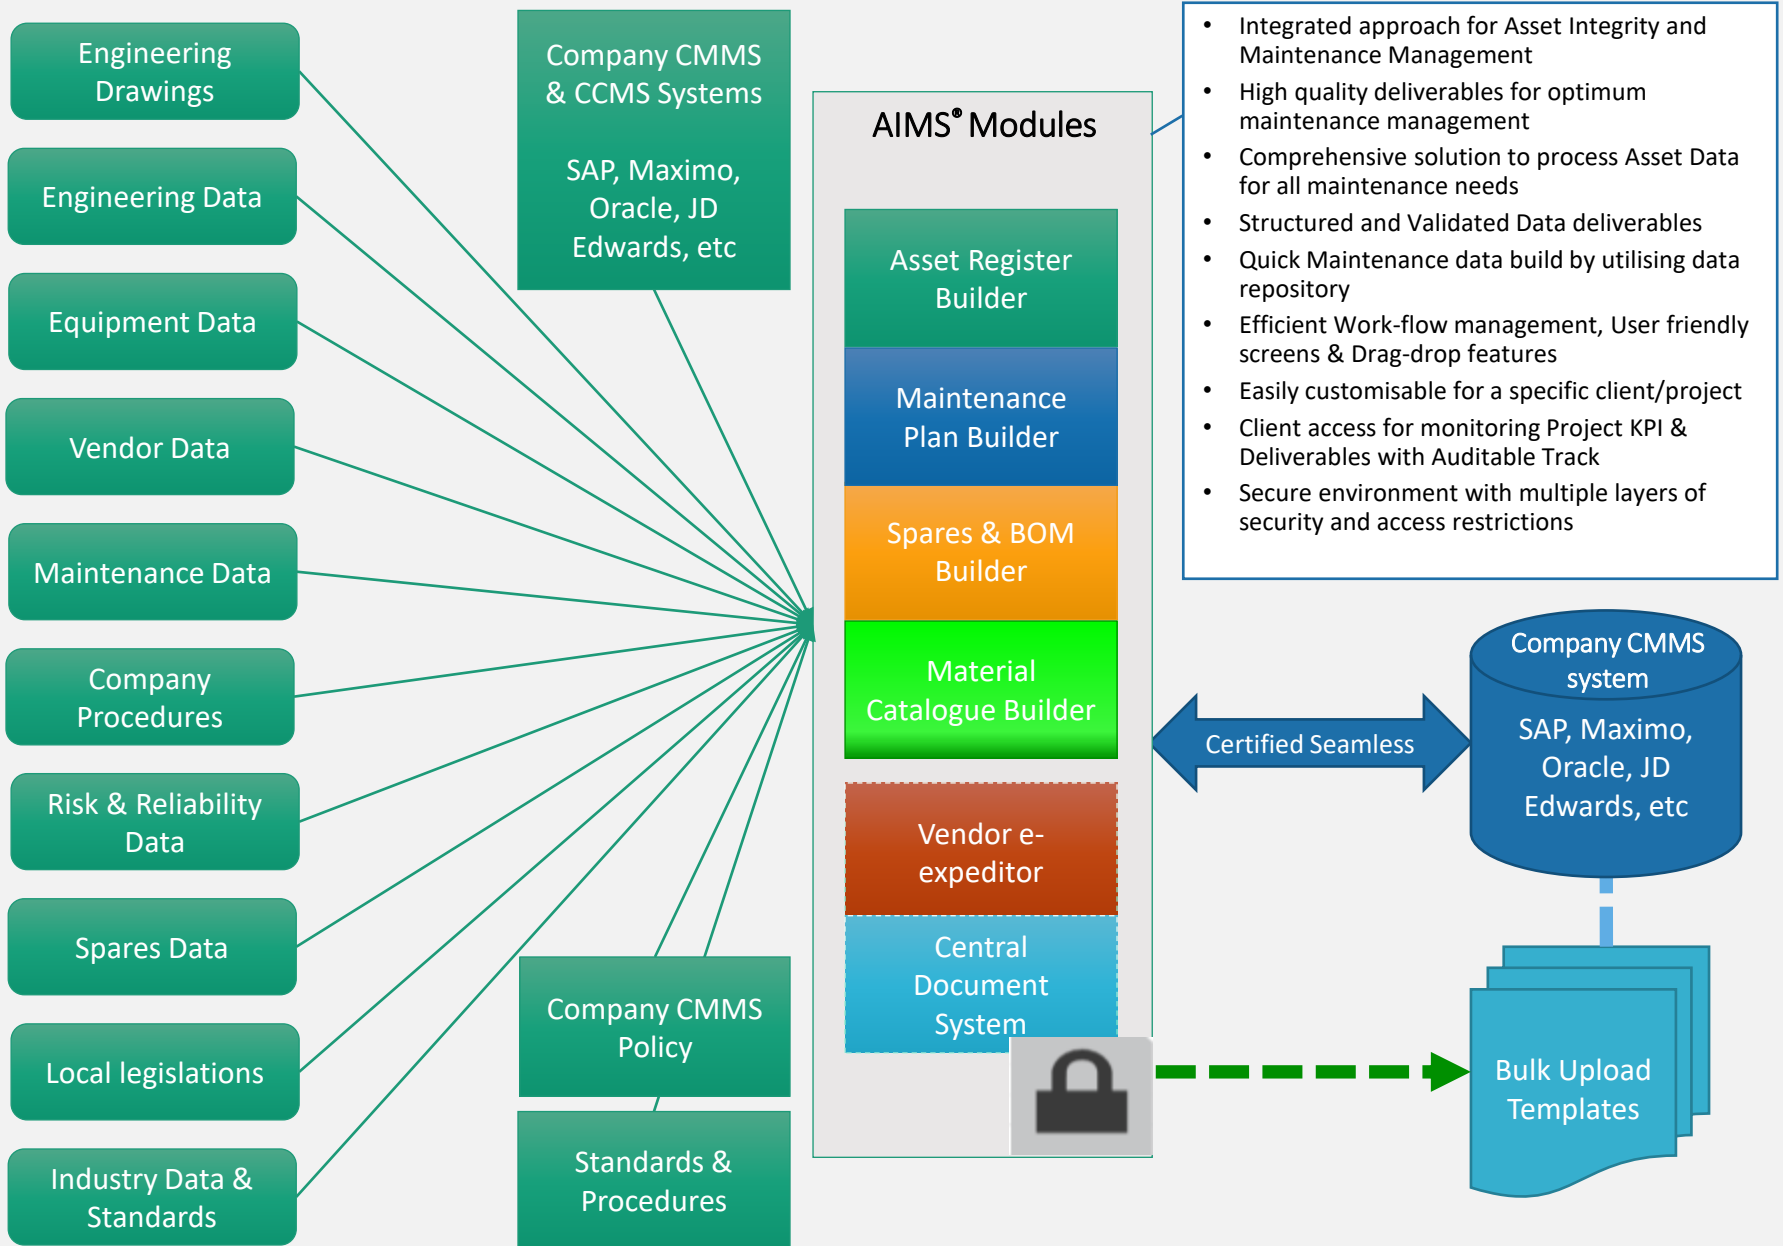 Engineering
Drawings
Engineering Data
Equipment Data
Vendor Data
Maintenance Data
Company
Procedures
Risk & Reliability
Data
Spares Data
Local legislations
Industry Data &
Standards
Company CMMS
& CCMS Systems
SAP, Maximo,
Oracle, JD
Edwards, etc
Company CMMS
Policy
Standards &
Procedures
AIMS® Modules
Asset Register
Builder
Maintenance
Plan Builder
Spares & BOM
Builder
Material
Catalogue Builder
Vendor e-
expeditor
Central
Document
System
• Integrated approach for Asset Integrity and
Maintenance Management
• High quality deliverables for optimum
maintenance management
• Comprehensive solution to process Asset Data
for all maintenance needs
• Structured and Validated Data deliverables
• Quick Maintenance data build by utilising data
repository
• Efficient Work-flow management, User friendly
screens & Drag-drop features
• Easily customisable for a specific client/project
• Client access for monitoring Project KPI &
Deliverables with Auditable Track
• Secure environment with multiple layers of
security and access restrictions
Certified Seamless
Company CMMS
system
SAP, Maximo,
Oracle, JD
Edwards, etc
Bulk Upload
Templates